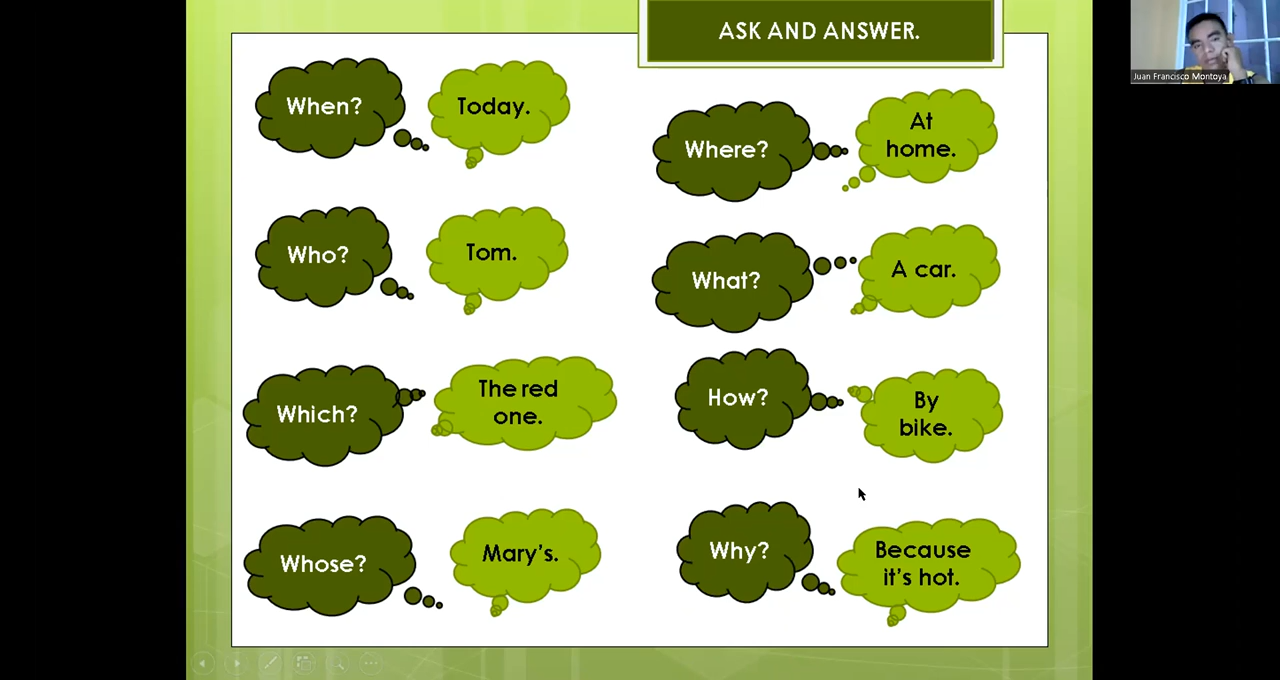 ASK AND ANSWER.
Juan Francisco Montoya
When?
Today.
Where?
At
home.
Who?
Tom.
What?
A car.
Which?
The red
one.
How?
By
bike.
Whose?
Mary's.
Why?
Because
it's hot.